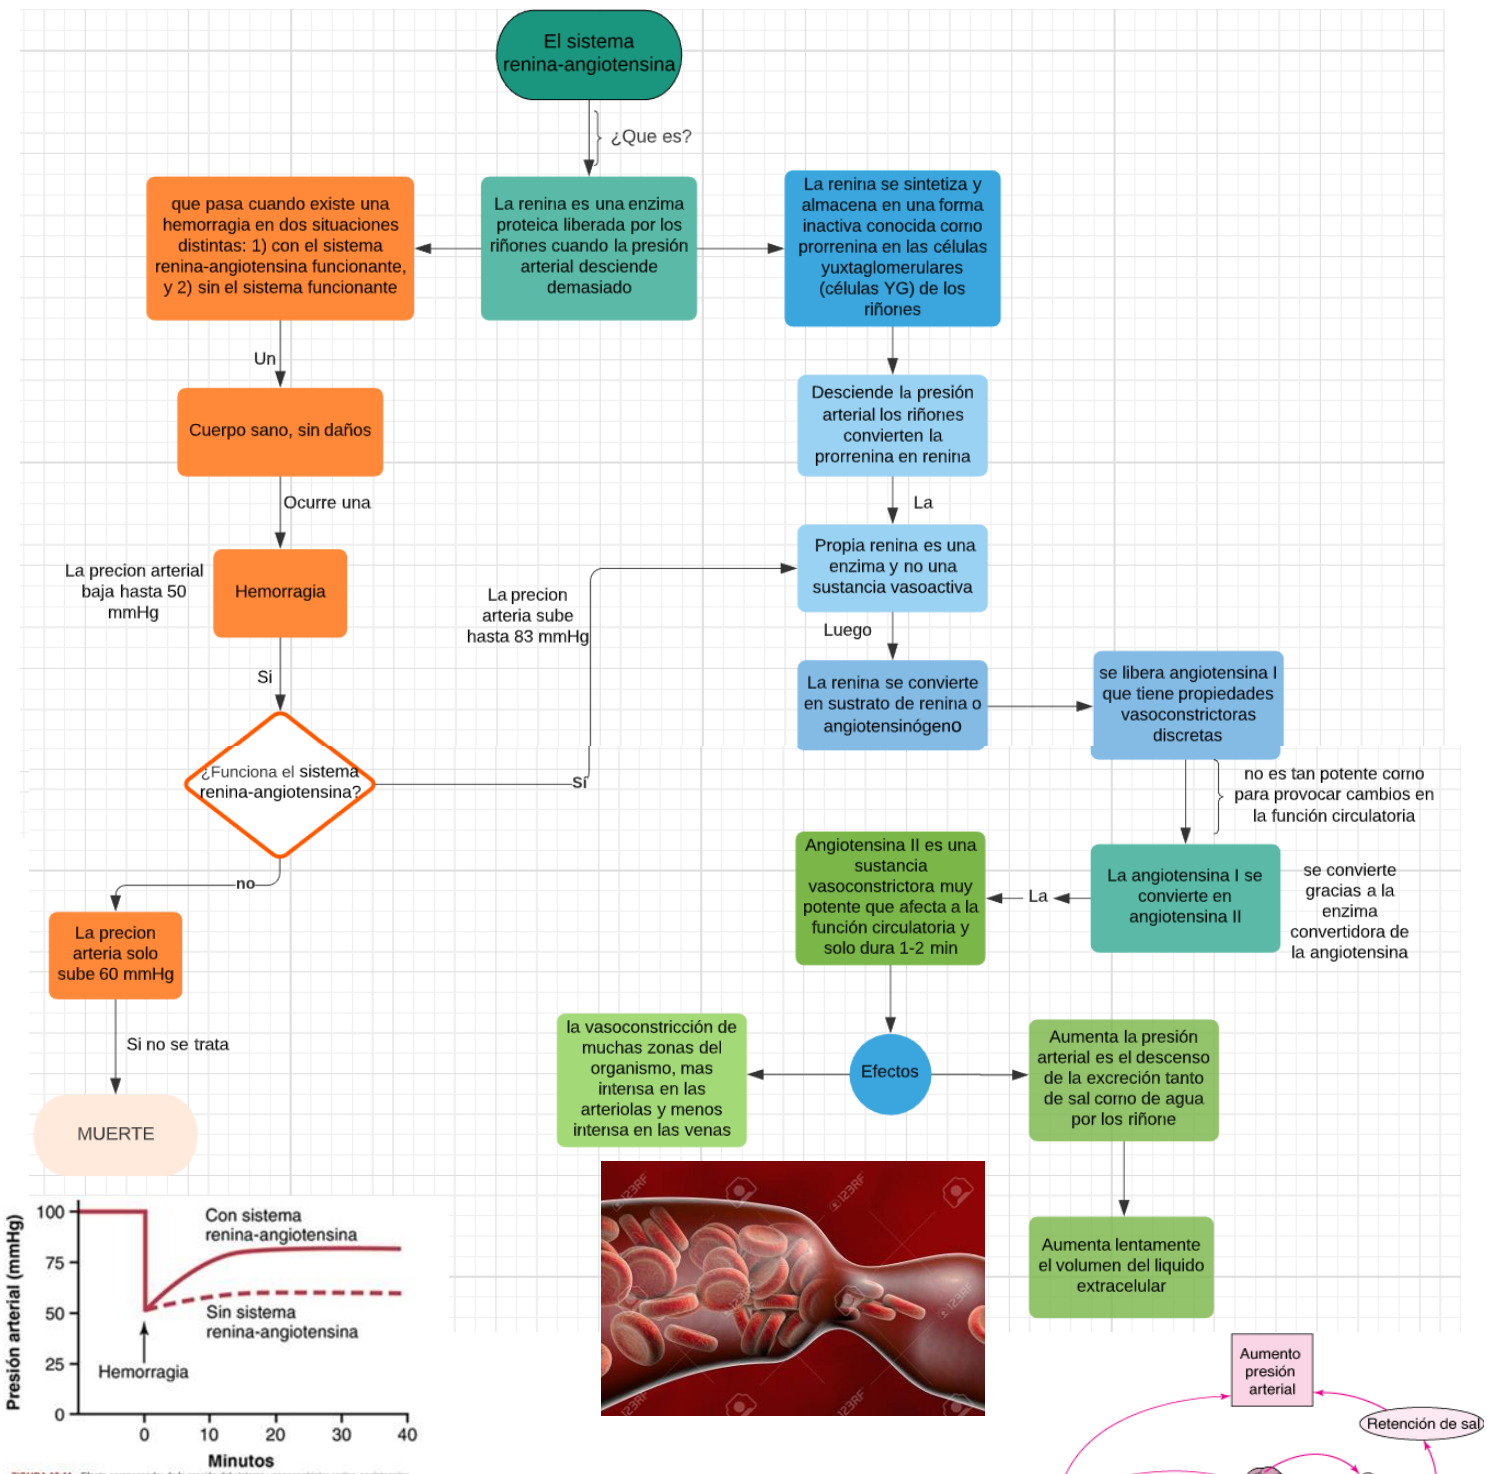 El sistema
renina-angiotensina
¿Que es?
que pasa cuando existe una
hemorragia en dos situaciones
distintas: 1) con el sistema
renina-angiotensina funcionante,
y 2) sin el sistema funcionante
La renina es una enzima
proteica liberada por los
riñones cuando la presión
arterial desciende
demasiado
La renina se sintetiza y
almacena en una forma
inactiva conocida como
prorrenina en las células
yuxtaglomerulares
(células YG) de los
riñones
Un
Cuerpo sano, sin daños
Ocurre una
La precion arterial
baja hasta 50
mmHg
Hemorragia
Si
¿Funciona el sistema
renina-angiotensina?
Sí
La precion
arteria sube
hasta 83 mmHg
no
La precion
arteria solo
sube 60 mmHg
Si no se trata
MUERTE
Desciende la presión
arterial los riñones
convierten la
prorrenina en renina
La
Propia renina es una
enzima y no una
sustancia vasoactiva
Luego
La renina se convierte
en sustrato de renina o
angiotensinógeno
se libera angiotensina I
que tiene propiedades
vasoconstrictoras
discretas
no es tan potente como
para provocar cambios en
la función circulatoria
La angiotensina I se
convierte en
angiotensina II
se convierte
gracias a la
enzima
convertidora de
la angiotensina
La
Angiotensina II es una
sustancia
vasoconstrictora muy
potente que afecta a la
función circulatoria y
solo dura 1-2 min
Efectos
la vasoconstricción de
muchas zonas del
organismo, mas
intensa en las
arteriolas y menos
intensa en las venas
Aumenta la presión
arterial es el descenso
de la excreción tanto
de sal como de agua
por los riñone
Aumenta lentamente
el volumen del liquido
extracelular
Presión arterial (mmHg)
100
75
50
25
0
Con sistema
renina-angiotensina
Sin sistema
renina-angiotensina
Hemorragia
0 10 20 30 40
Minutos
123RF
123RF
123RF
123RF
123RF
Aumento
presión
arterial
Retención de sal